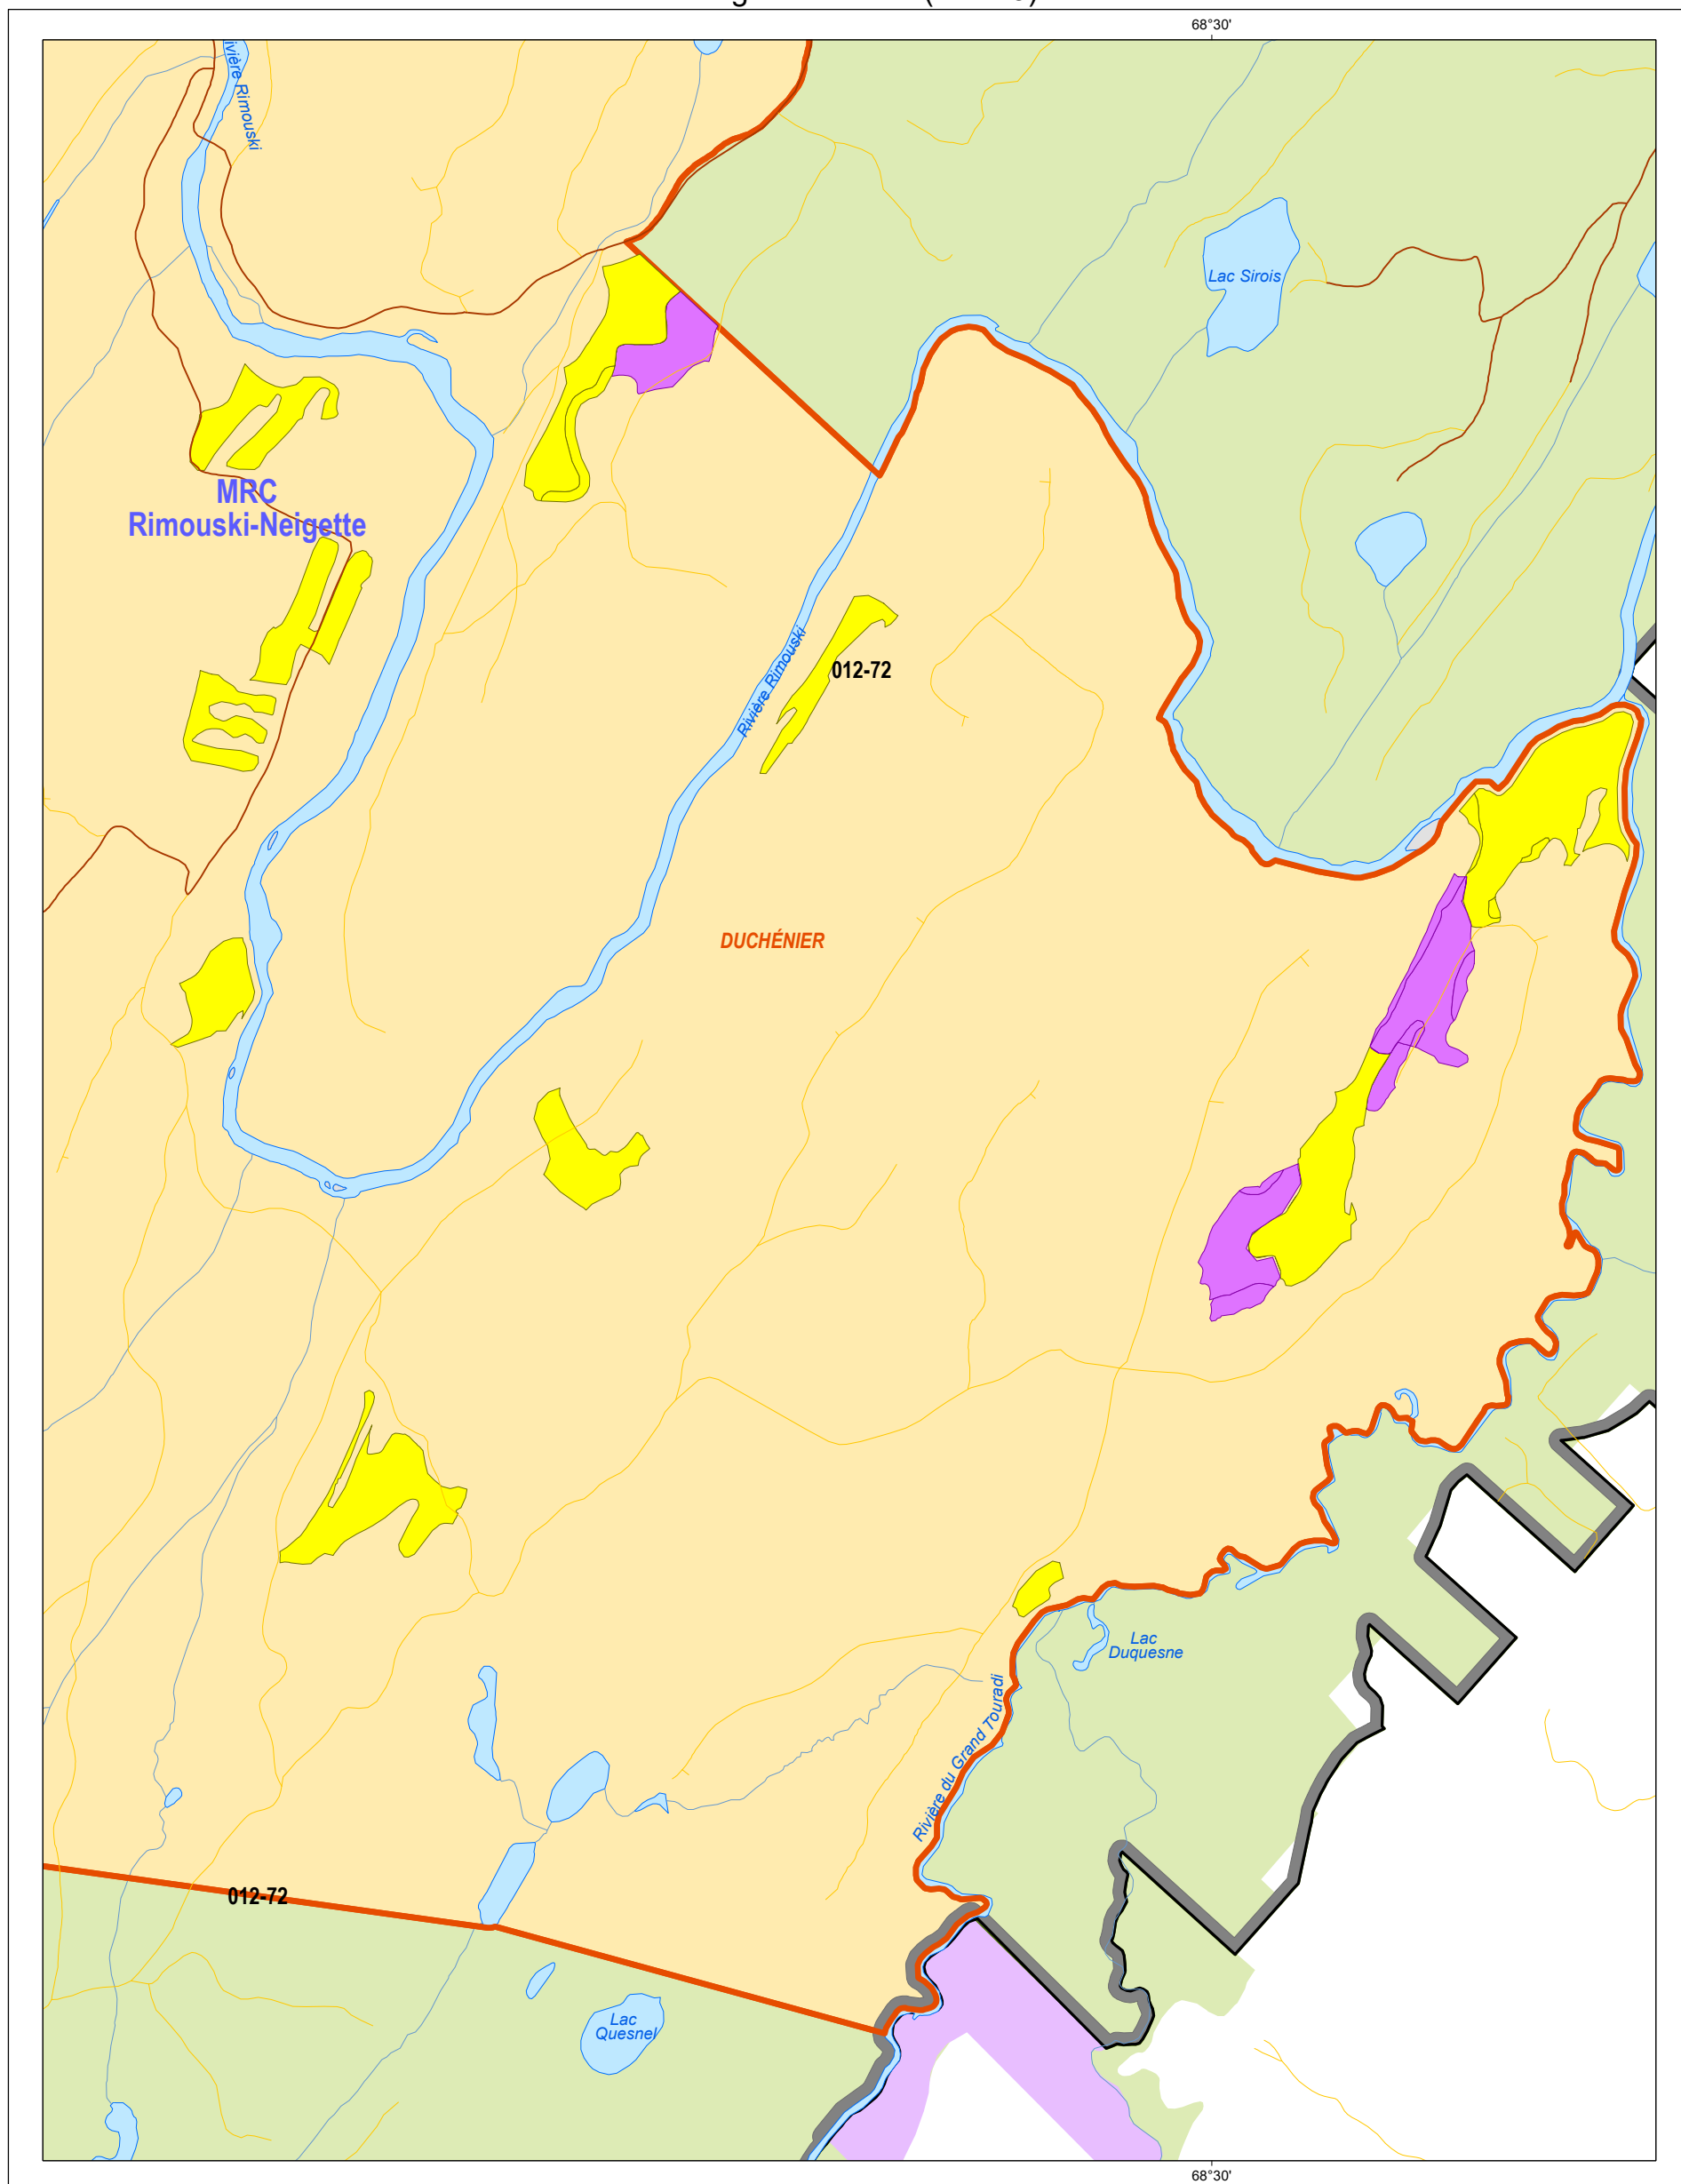 68°30'
Rivière Rimouski
Lac Sirois
MRC
Rimouski-Neigette
Rivière Rimouski
012-72
DUCHÉNIER
Lac
Duquesne
Rivière du Grand Touradi
012-72
Lac
Quesnel
68°30'